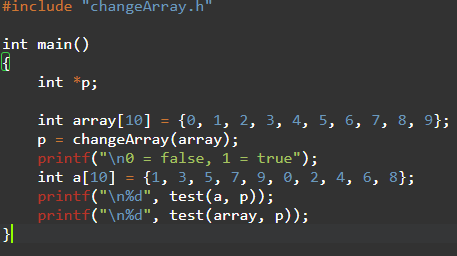 #include "changeArray.h"
int main()
{
int *p;
int array[10] = {0, 1, 2, 3, 4, 5, 6, 7, 8, 9};
p = changeArray(array);
printf("\n0 = false, 1 = true");
int a[10] = {1, 3, 5, 7, 9, 0, 2, 4, 6, 8};
printf("\n%d", test(a, p));
printf("\n%d", test(array, p));
}